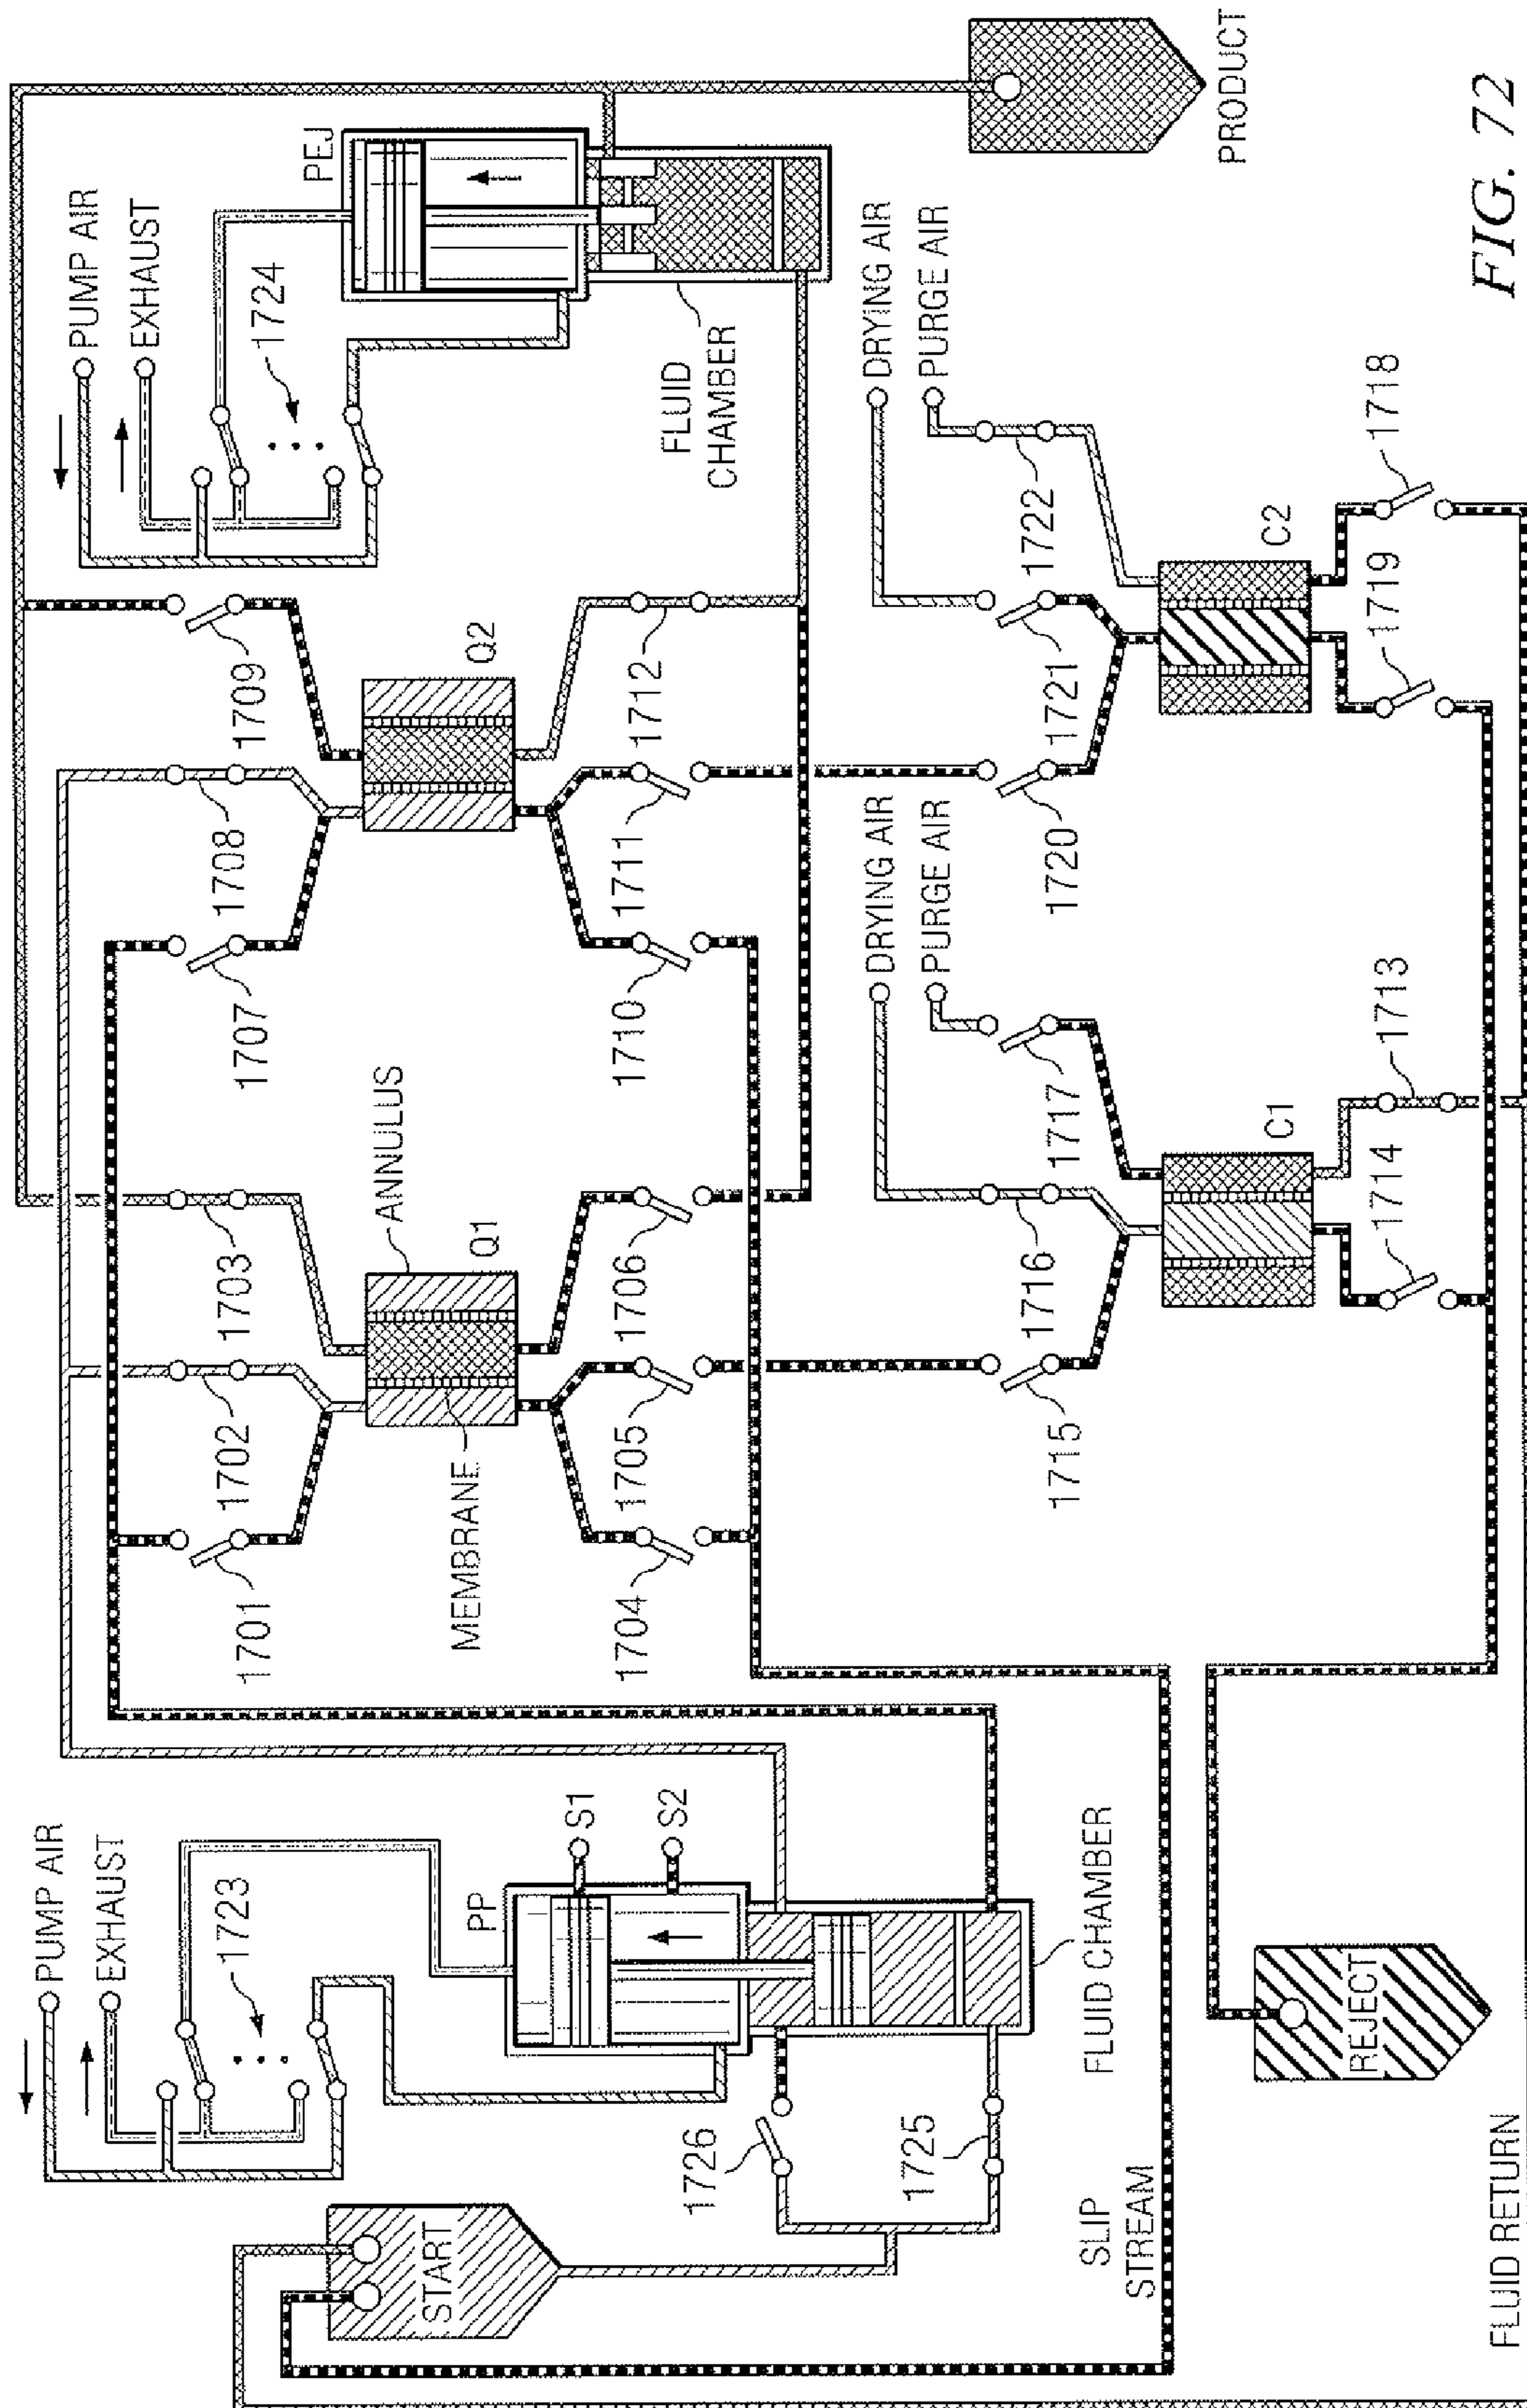 PUMP AIR
EXHAUST
1723
PP
S1
S2
START
1726
1725
FLUID CHAMBER
SLIP
STREAM
REJECT
FLUID RETURN
1701
1702
1703
ANNULUS
MEMBRANE
Q1
1704
1705
1706
1707
1708
1709
Q2
1710
1711
1712
PUMP AIR
EXHAUST
1724
PEJ
FLUID
CHAMBER
DRYING AIR
PURGE AIR
1715
1716
1717
C1
1714
1713
DRYING AIR
PURGE AIR
1720
1721
1722
C2
1719
1718
PRODUCT
FIG. 72